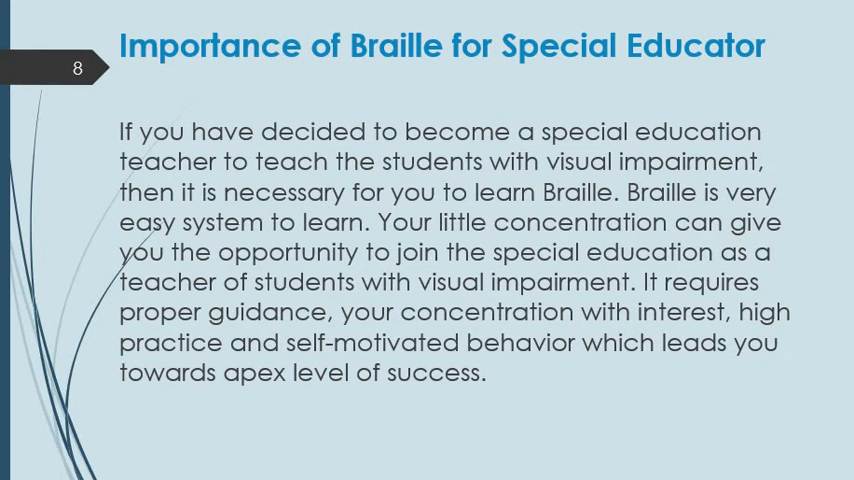 Importance of Braille for Special Educator
8
If you have decided to become a special education
teacher to teach the students with visual impairment,
then it is necessary for you to learn Braille. Braille is very
easy system to learn. Your little concentration can give
you the opportunity to join the special education as a
teacher of students with visual impairment. It requires
proper guidance, your concentration with interest, high
practice and self-motivated behavior which leads you
towards apex level of success.